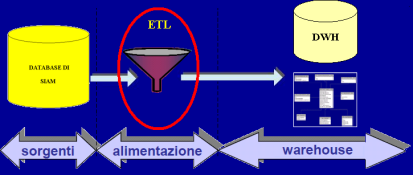 ETL
DWH
DATABASE DI
SIAM
sorgenti
alimentazione
warehouse